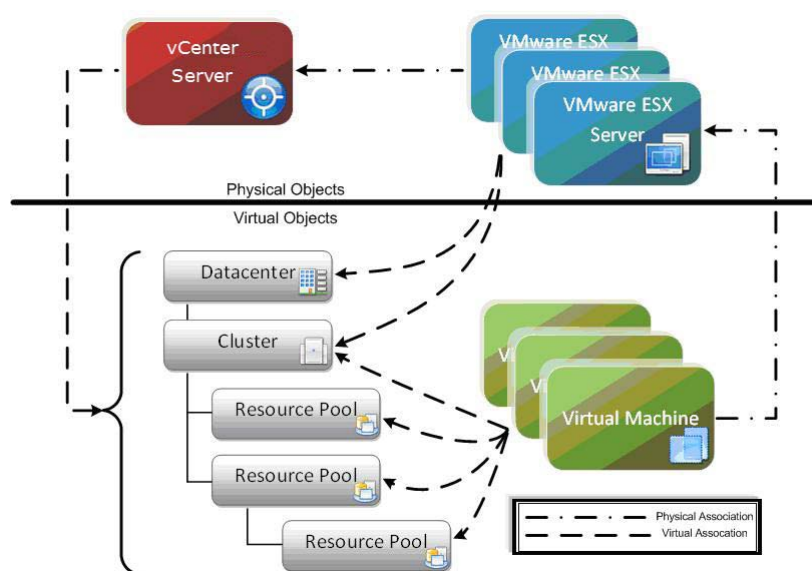 vCenter
Server
VMware ESX
VMware ESX
VMware ESX
Server
Physical Objects
Virtual Objects
Datacenter
Cluster
Resource Pool
Resource Pool
Resource Pool
V
V
Virtual Machine
Physical Association
Virtual Assocation